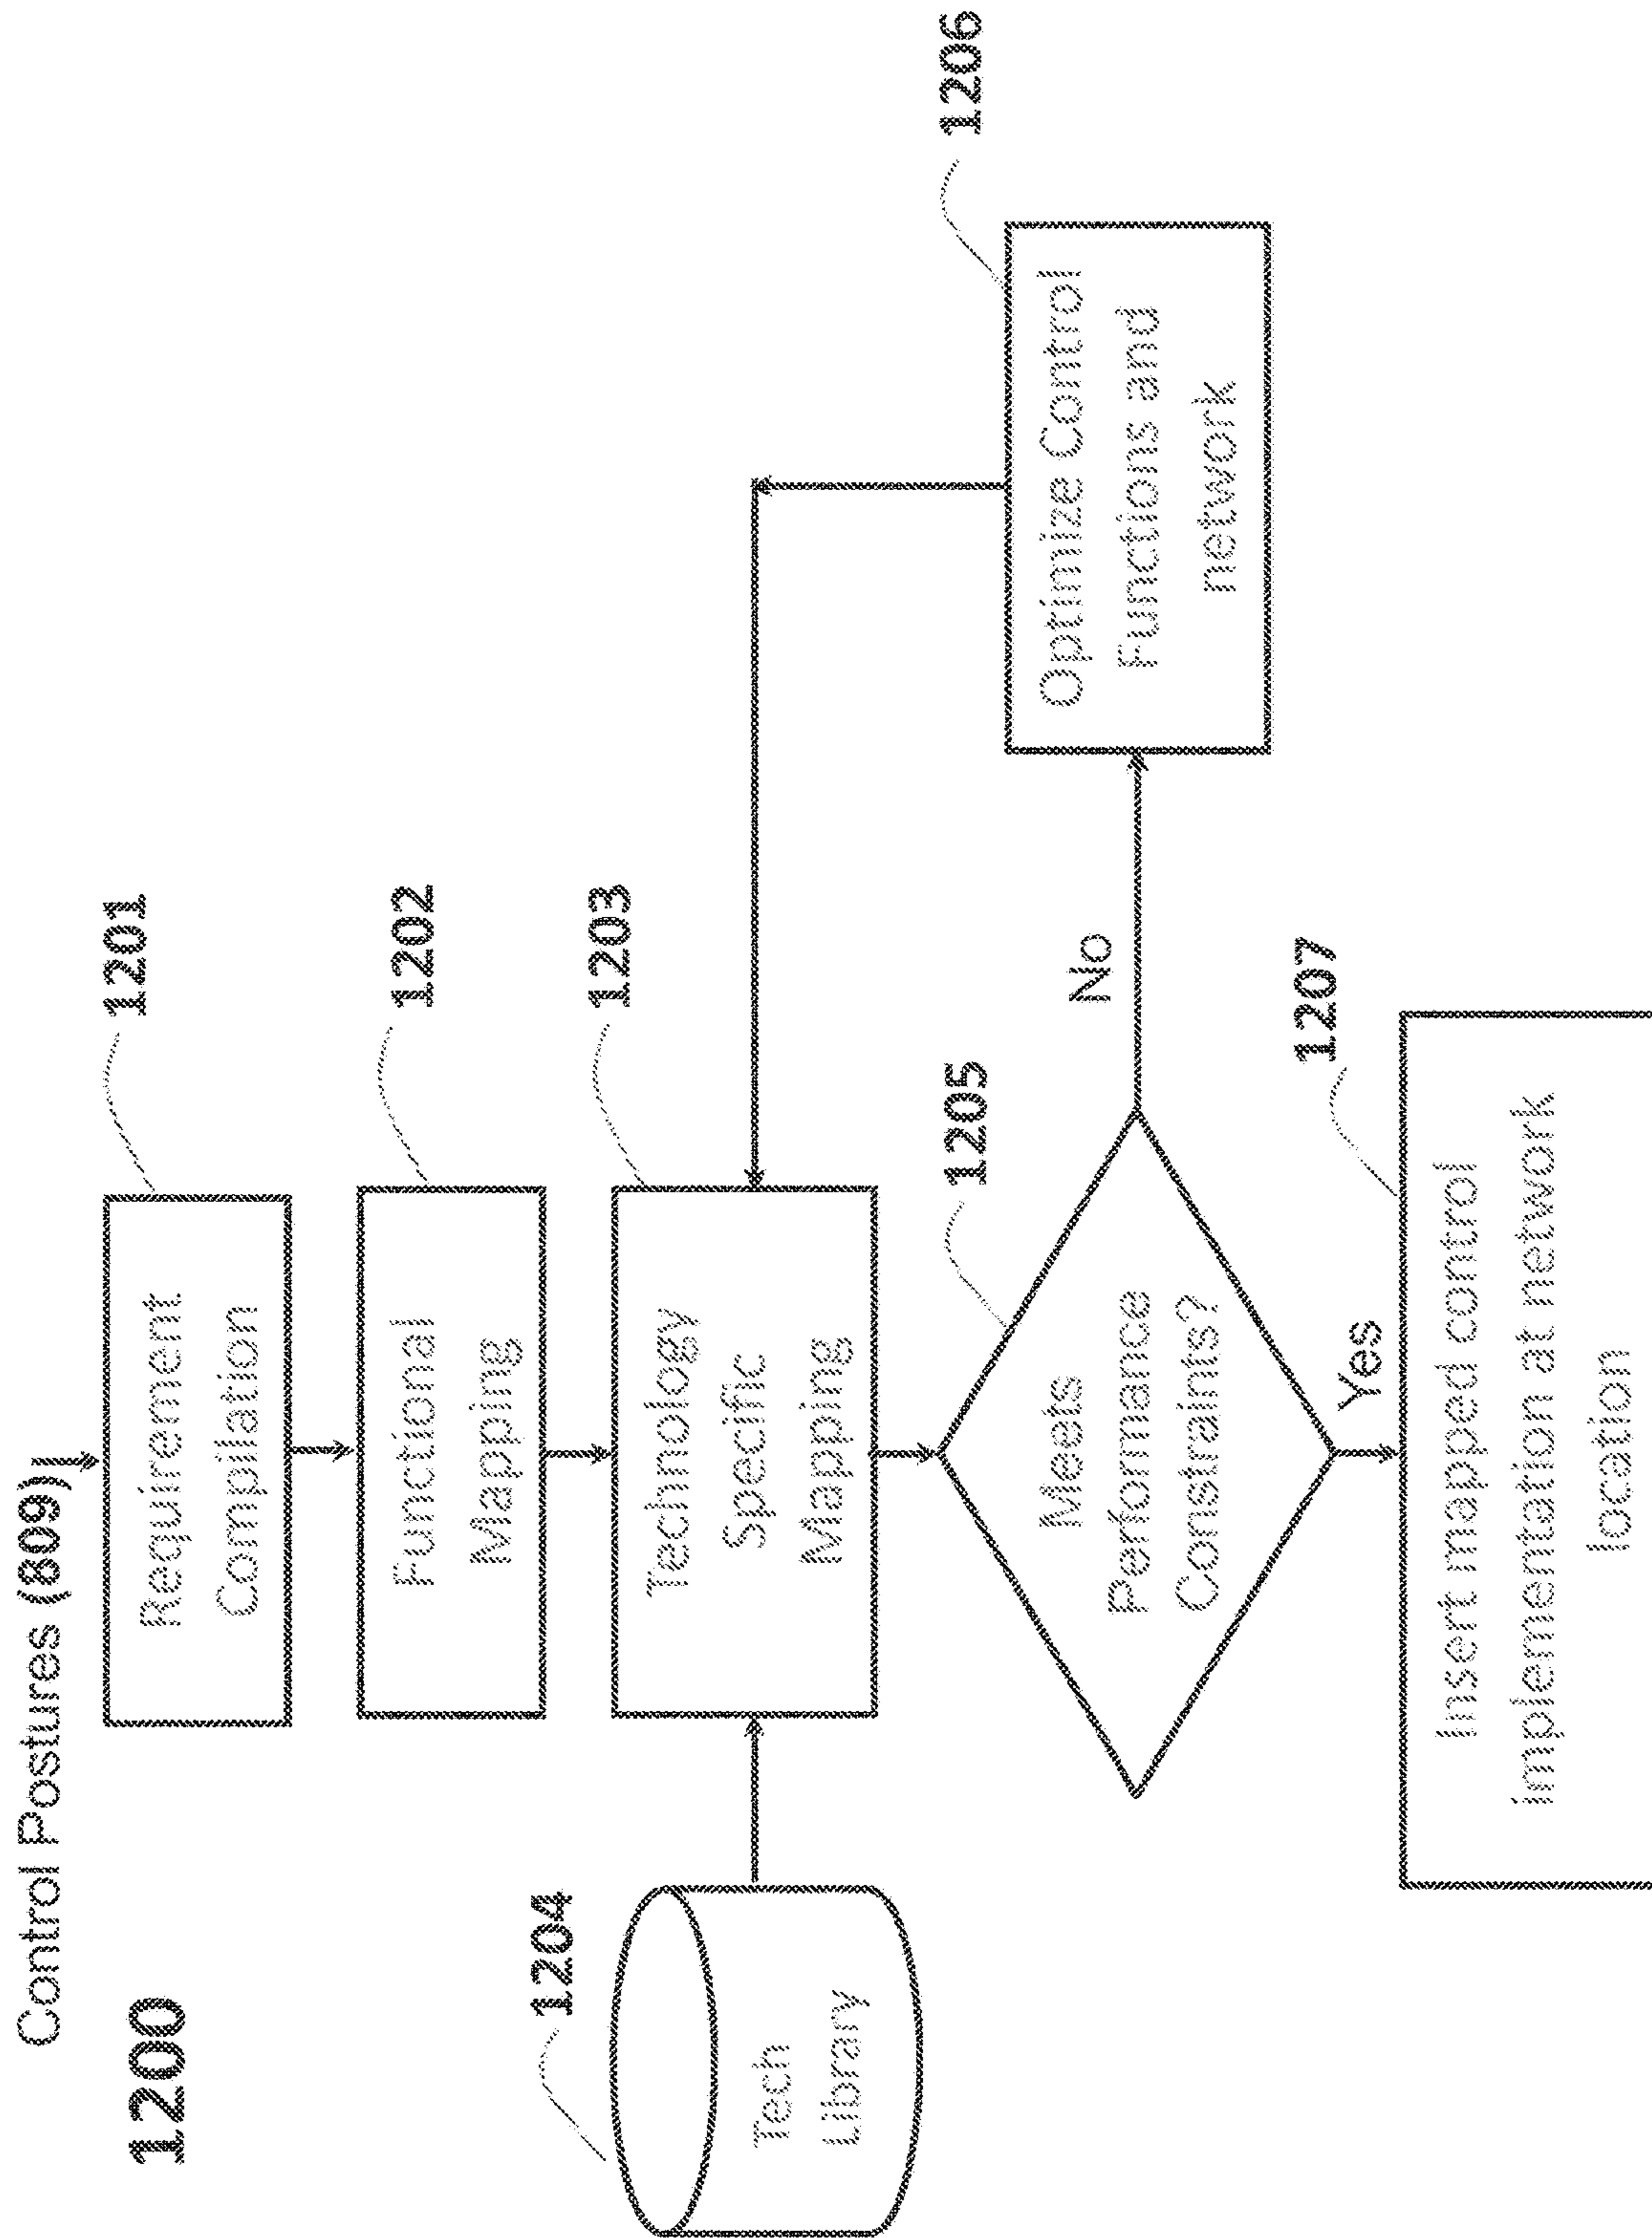 Control Postures (809)
1200
1201
Requirement
Compilation
1202
Functional
Mapping
1203
Technology
Specific
Mapping
1204
Tech
Library
1205
Meets
Performance
Constraints?
No
1206
Optimize Control
Functions and
network
Yes
1207
Insert mapped control
implementation at network
location